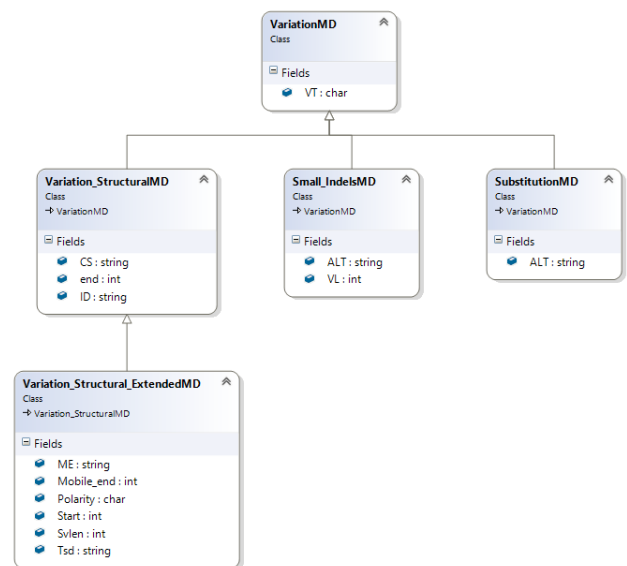 VariationMD
Class
Fields
VT : char
Variation_StructuralMD
Class
VariationMD
Fields
CS : string
end : int
ID : string
Small_IndelsMD
Class
VariationMD
Fields
ALT : string
VL : int
SubstitutionMD
Class
VariationMD
Fields
ALT : string
Variation_Structural_ExtendedMD
Class
Variation_StructuralMD
Fields
ME : string
Mobile_end : int
Polarity : char
Start : int
Svlen : int
Tsd : string